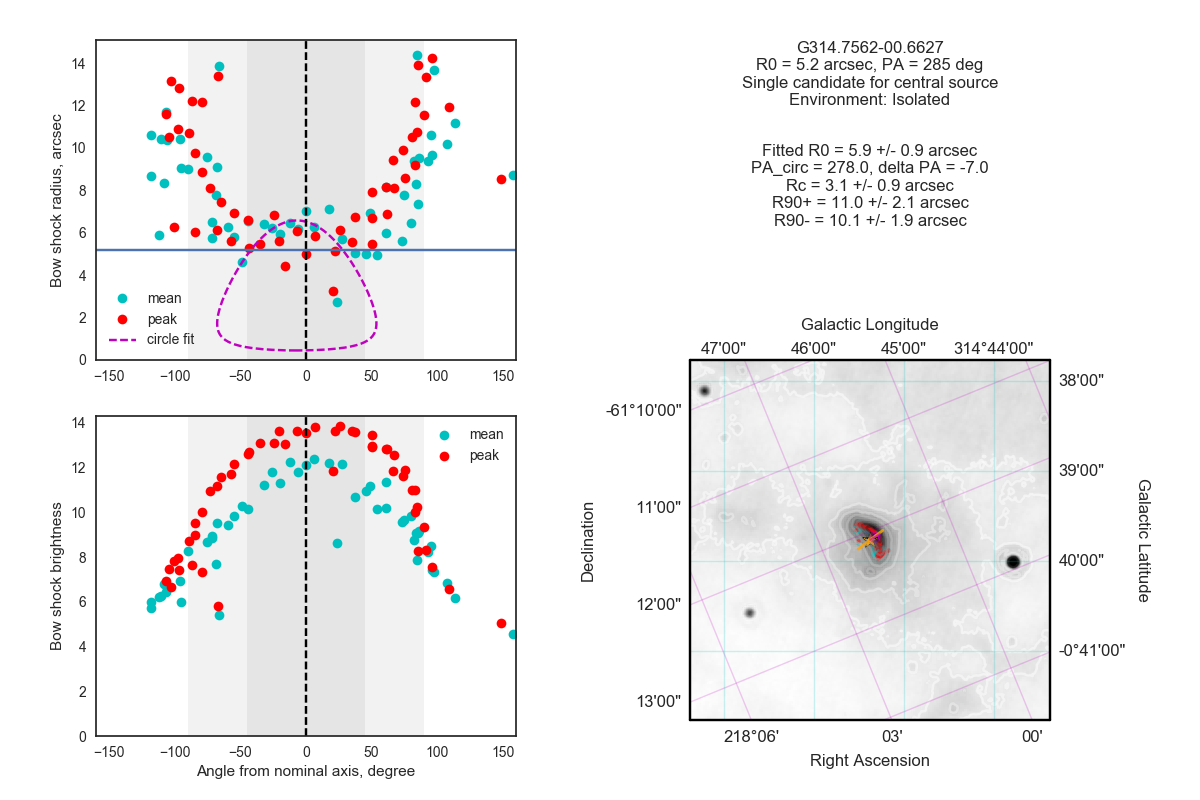 G314.7562-00.6627
R0 = 5.2 arcsec, PA = 285 deg
Single candidate for central source
Environment: Isolated
Fitted R0 = 5.9 +/- 0.9 arcsec
PA_circ = 278.0, delta PA = -7.0
Rc = 3.1 +/- 0.9 arcsec
R90+ = 11.0 +/- 2.1 arcsec
R90- = 10.1 +/- 1.9 arcsec
Bow shock radius, arcsec
14
12
10
8
6
4
2
0
mean
peak
circle fit
−150 −100 −50 0 50 100 150
Bow shock brightness
14
12
10
8
6
4
2
0
mean
peak
−150 −100 −50 0 50 100 150
Angle from nominal axis, degree
Galactic Longitude
47'00" 46'00" 45'00" 314°44'00"
38'00"
39'00"
40'00"
-0°41'00"
Galactic Latitude
-61°10'00"
11'00"
12'00"
13'00"
Declination
218°06' 03' 00'
Right Ascension